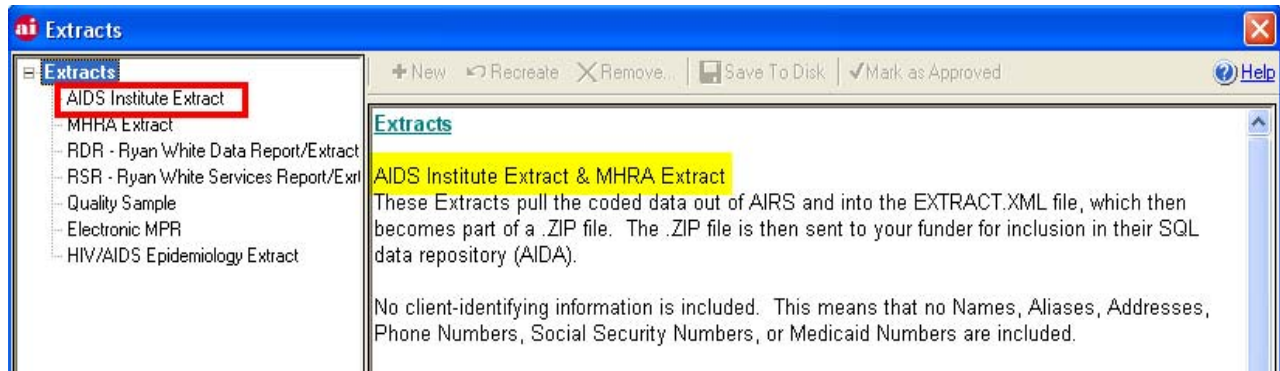 ai Extracts
Extracts
AIDS Institute Extract
MHRA Extract
RDR - Ryan White Data Report/Extract
RSR - Ryan White Services Report/Ext
Quality Sample
Electronic MPR
HIV/AIDS Epidemiology Extract
New Recreate Remove... Save To Disk Mark as Approved Help
Extracts
AIDS Institute Extract & MHRA Extract
These Extracts pull the coded data out of AIRS and into the EXTRACT.XML file, which then
becomes part of a .ZIP file. The .ZIP file is then sent to your funder for inclusion in their SQL
data repository (AIDA).
No client-identifying information is included. This means that no Names, Aliases, Addresses,
Phone Numbers, Social Security Numbers, or Medicaid Numbers are included.